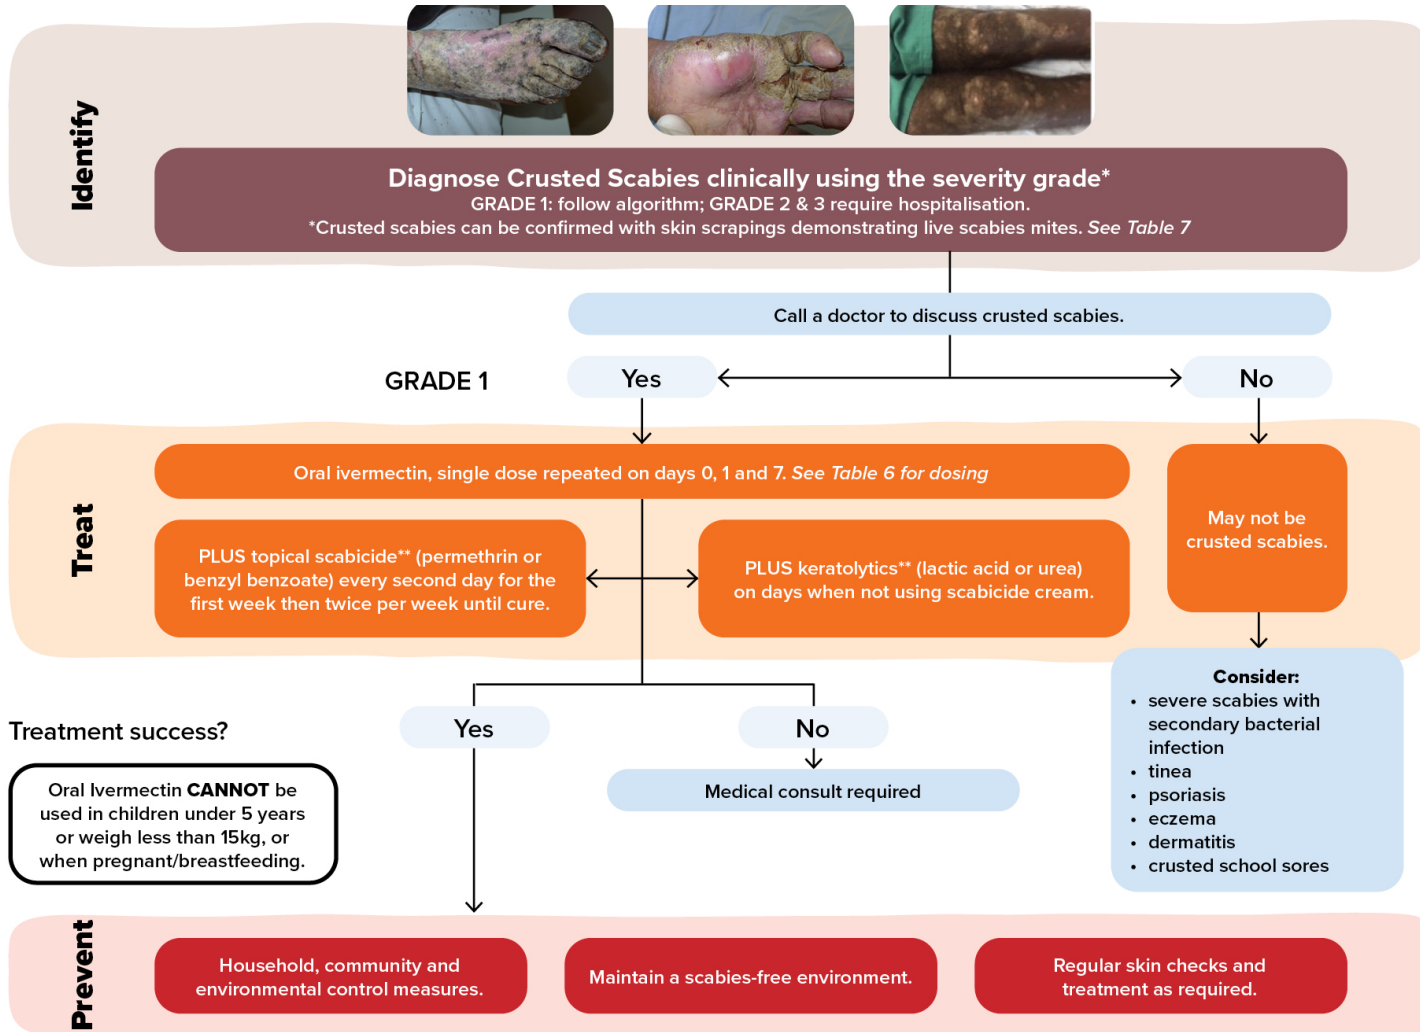 Identify
Diagnose Crusted Scabies clinically using the severity grade*
GRADE 1: follow algorithm; GRADE 2 & 3 require hospitalisation.
*Crusted scabies can be confirmed with skin scrapings demonstrating live scabies mites. See Table 7
Call a doctor to discuss crusted scabies.
GRADE 1
Yes
No
Treat
Oral ivermectin, single dose repeated on days 0, 1 and 7. See Table 6 for dosing
PLUS topical scabicide** (permethrin or
benzyl benzoate) every second day for the
first week then twice per week until cure.
PLUS keratolytics** (lactic acid or urea)
on days when not using scabicide cream.
May not be
crusted scabies.
Consider:
• severe scabies with
secondary bacterial
infection
• tinea
• psoriasis
• eczema
• dermatitis
• crusted school sores
Treatment success?
Yes
No
Medical consult required
Oral Ivermectin CANNOT be
used in children under 5 years
or weigh less than 15kg, or
when pregnant/breastfeeding.
Prevent
Household, community and
environmental control measures.
Maintain a scabies-free environment.
Regular skin checks and
treatment as required.